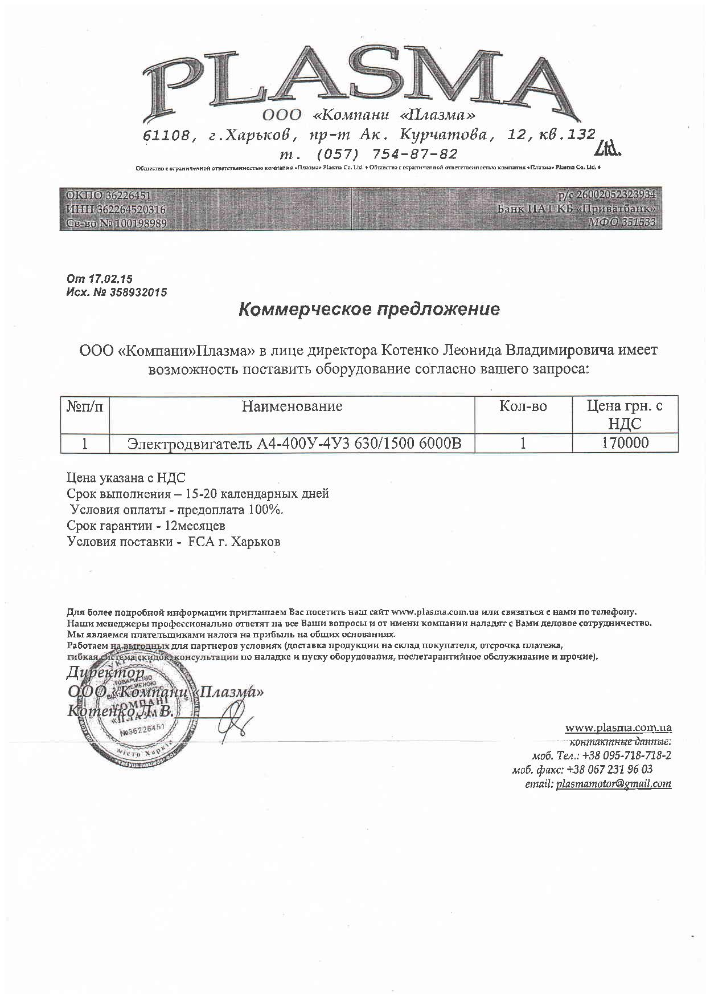 PLASMA
ООО «Компани «Плазма»
61108, г.Харьков, пр-т Ак. Курчатова, 12, кв.132
т. (057) 754-87-82
Ltd.
Общество с ограниченной ответственностью компания «Плазма» Plasma Co. Ltd. ♦ Общество с ограниченной ответственностью компания «Плазма» Plasma Co. Ltd. ♦
ОКПО 36226451 р/с 26002052323934
ИНН 362264520316 Банк ПАТ КБ «Приватбанк»
Св-во № 100198989 МФО 351533
От 17.02.15
Исх. № 358932015
Коммерческое предложение
ООО «Компани»Плазма» в лице директора Котенко Леонида Владимировича имеет
возможность поставить оборудование согласно вашего запроса:
№п/п Наименование Кол-во Цена грн. с
НДС
1 Электродвигатель А4-400У-4У3 630/1500 6000В 1 170000
Цена указана с НДС
Срок выполнения – 15-20 календарных дней
Условия оплаты - предоплата 100%.
Срок гарантии - 12месяцев
Условия поставки - FCA г. Харьков
Для более подробной информации приглашаем Вас посетить наш сайт www.plasma.com.ua или связаться с нами по телефону.
Наши менеджеры профессионально ответят на все Ваши вопросы и от имени компании наладят с Вами деловое сотрудничество.
Мы являемся плательщиками налога на прибыль на общих основаниях.
Работаем на выгодных для партнеров условиях (доставка продукции на склад покупателя, отсрочка платежа,
гибкая система скидок, консультации по наладке и пуску оборудования, послегарантийное обслуживание и прочие).
Директор
ООО «Компани «Плазма»
Котенко Л. В.
КОМПАНІ
«ПЛАЗМА»
№36226451
місто Харків
www.plasma.com.ua
контактные данные:
моб. Тел.: +38 095-718-718-2
моб. факс: +38 067 231 96 03
email: plasmamotor@gmail.com